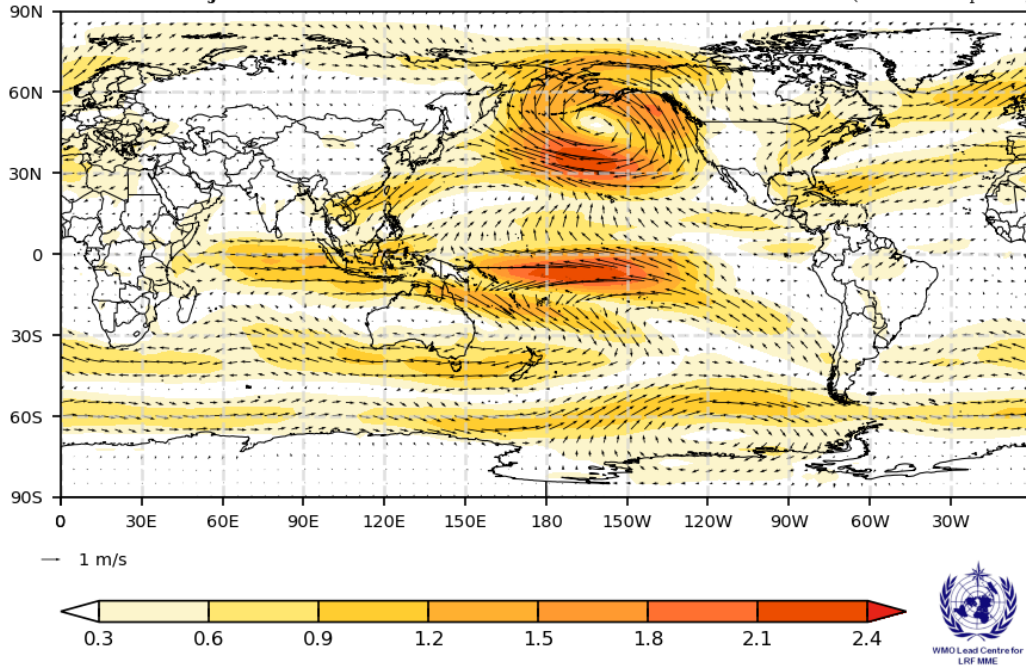 90N
60N
30N
0
30S
60S
90S
0 30E 60E 90E 120E 150E 180 150W 120W 90W 60W 30W
1 m/s
0.3 0.6 0.9 1.2 1.5 1.8 2.1 2.4
WMO Lead Centre for
LRF MME